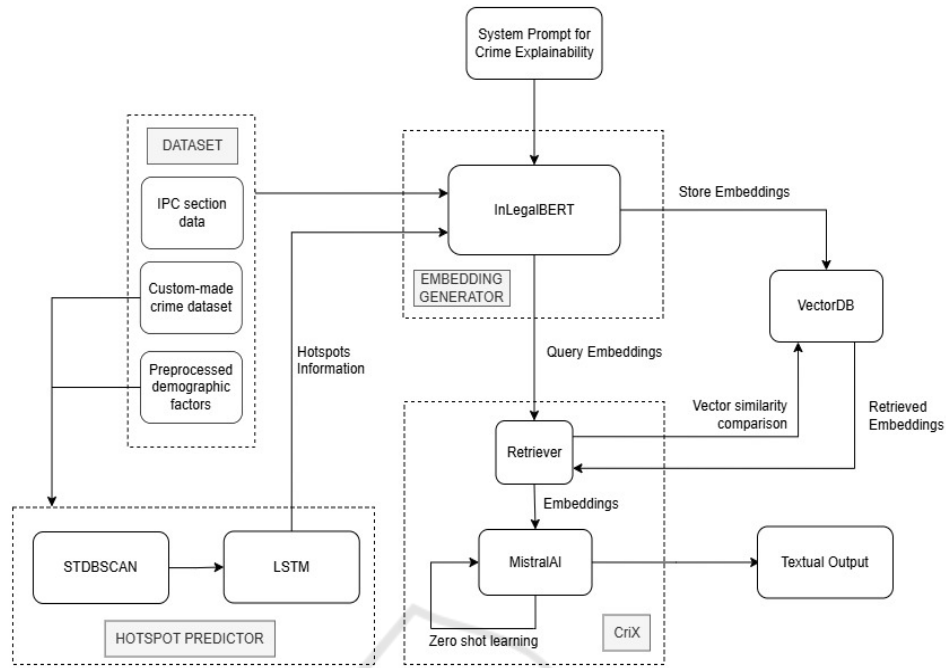 System Prompt for
Crime Explainability
DATASET
IPC section
data
Custom-made
crime dataset
Preprocessed
demographic
factors
InLegalBERT
EMBEDDING
GENERATOR
Store Embeddings
VectorDB
Hotspots
Information
Query Embeddings
Vector similarity
comparison
Retrieved
Embeddings
Retriever
Embeddings
MistralAI
Zero shot learning
CriX
Textual Output
STDBSCAN
LSTM
HOTSPOT PREDICTOR